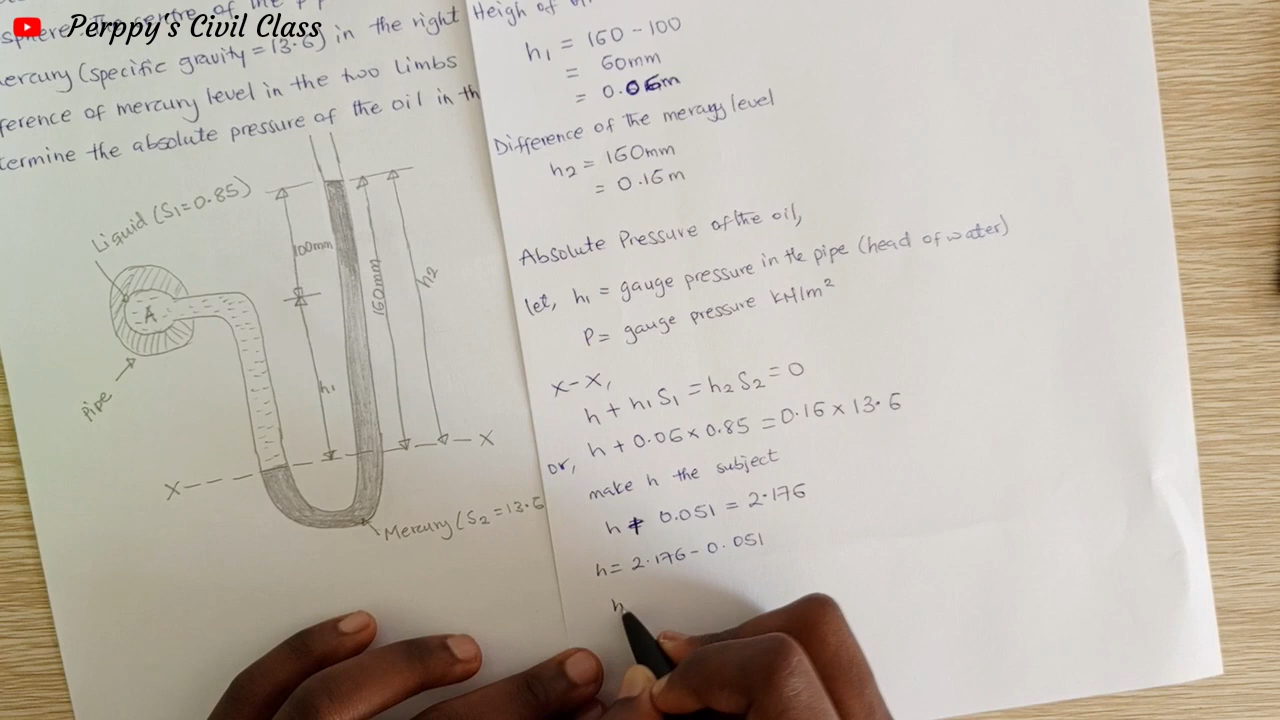 Perppy's Civil Class
sphere. The centre of the
mercury (specific gravity = 13.6) in the right
ference of mercury level in the two limbs
termine the absolute pressure of the oil in th
Liquid (S1=0.85)
100mm
160mm
h2
A
h1
Pipe
X
X
Mercury (S2 = 13.6
Heigh of
h1 = 160 - 100
= 60mm
= 0.06m
Difference of the mercury level
h2 = 160mm
= 0.16m
Absolute Pressure of the oil,
let, h1 = gauge pressure in the pipe (head of water)
P = gauge pressure kN/m²
X-X,
h + h1 S1 = h2 S2 = 0
or, h + 0.06 × 0.85 = 0.16 × 13.6
make h the subject
h + 0.051 = 2.176
h = 2.176 - 0.051
h